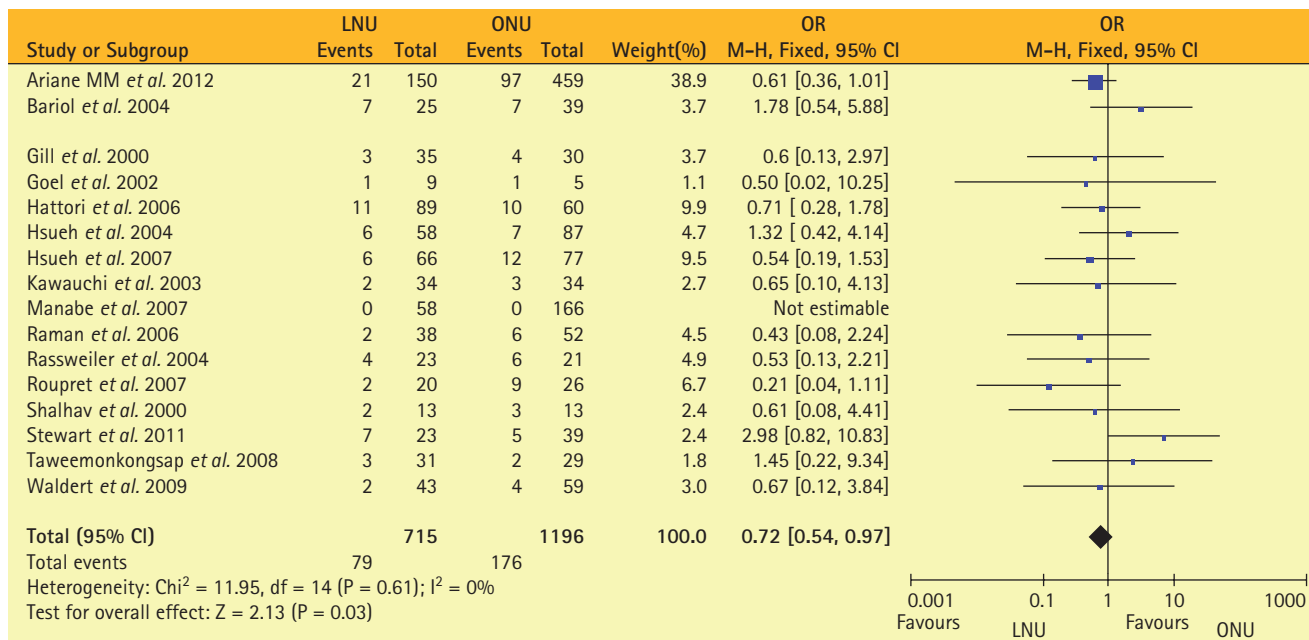 LNU ONU OR OR
Study or Subgroup Events Total Events Total Weight(%) M-H, Fixed, 95% CI M-H, Fixed, 95% CI
Ariane MM et al. 2012 21 150 97 459 38.9 0.61 [0.36, 1.01]
Bariol et al. 2004 7 25 7 39 3.7 1.78 [0.54, 5.88]
Gill et al. 2000 3 35 4 30 3.7 0.6 [0.13, 2.97]
Goel et al. 2002 1 9 1 5 1.1 0.50 [0.02, 10.25]
Hattori et al. 2006 11 89 10 60 9.9 0.71 [ 0.28, 1.78]
Hsueh et al. 2004 6 58 7 87 4.7 1.32 [ 0.42, 4.14]
Hsueh et al. 2007 6 66 12 77 9.5 0.54 [0.19, 1.53]
Kawauchi et al. 2003 2 34 3 34 2.7 0.65 [0.10, 4.13]
Manabe et al. 2007 0 58 0 166 Not estimable
Raman et al. 2006 2 38 6 52 4.5 0.43 [0.08, 2.24]
Rassweiler et al. 2004 4 23 6 21 4.9 0.53 [0.13, 2.21]
Roupret et al. 2007 2 20 9 26 6.7 0.21 [0.04, 1.11]
Shalhav et al. 2000 2 13 3 13 2.4 0.61 [0.08, 4.41]
Stewart et al. 2011 7 23 5 39 2.4 2.98 [0.82, 10.83]
Taweemonkongsap et al. 2008 3 31 2 29 1.8 1.45 [0.22, 9.34]
Waldert et al. 2009 2 43 4 59 3.0 0.67 [0.12, 3.84]
Total (95% CI) 715 1196 100.0 0.72 [0.54, 0.97]
Total events 79 176
Heterogeneity: Chi² = 11.95, df = 14 (P = 0.61); I² = 0%
Test for overall effect: Z = 2.13 (P = 0.03)
0.001 0.1 1 10 1000
Favours LNU Favours ONU